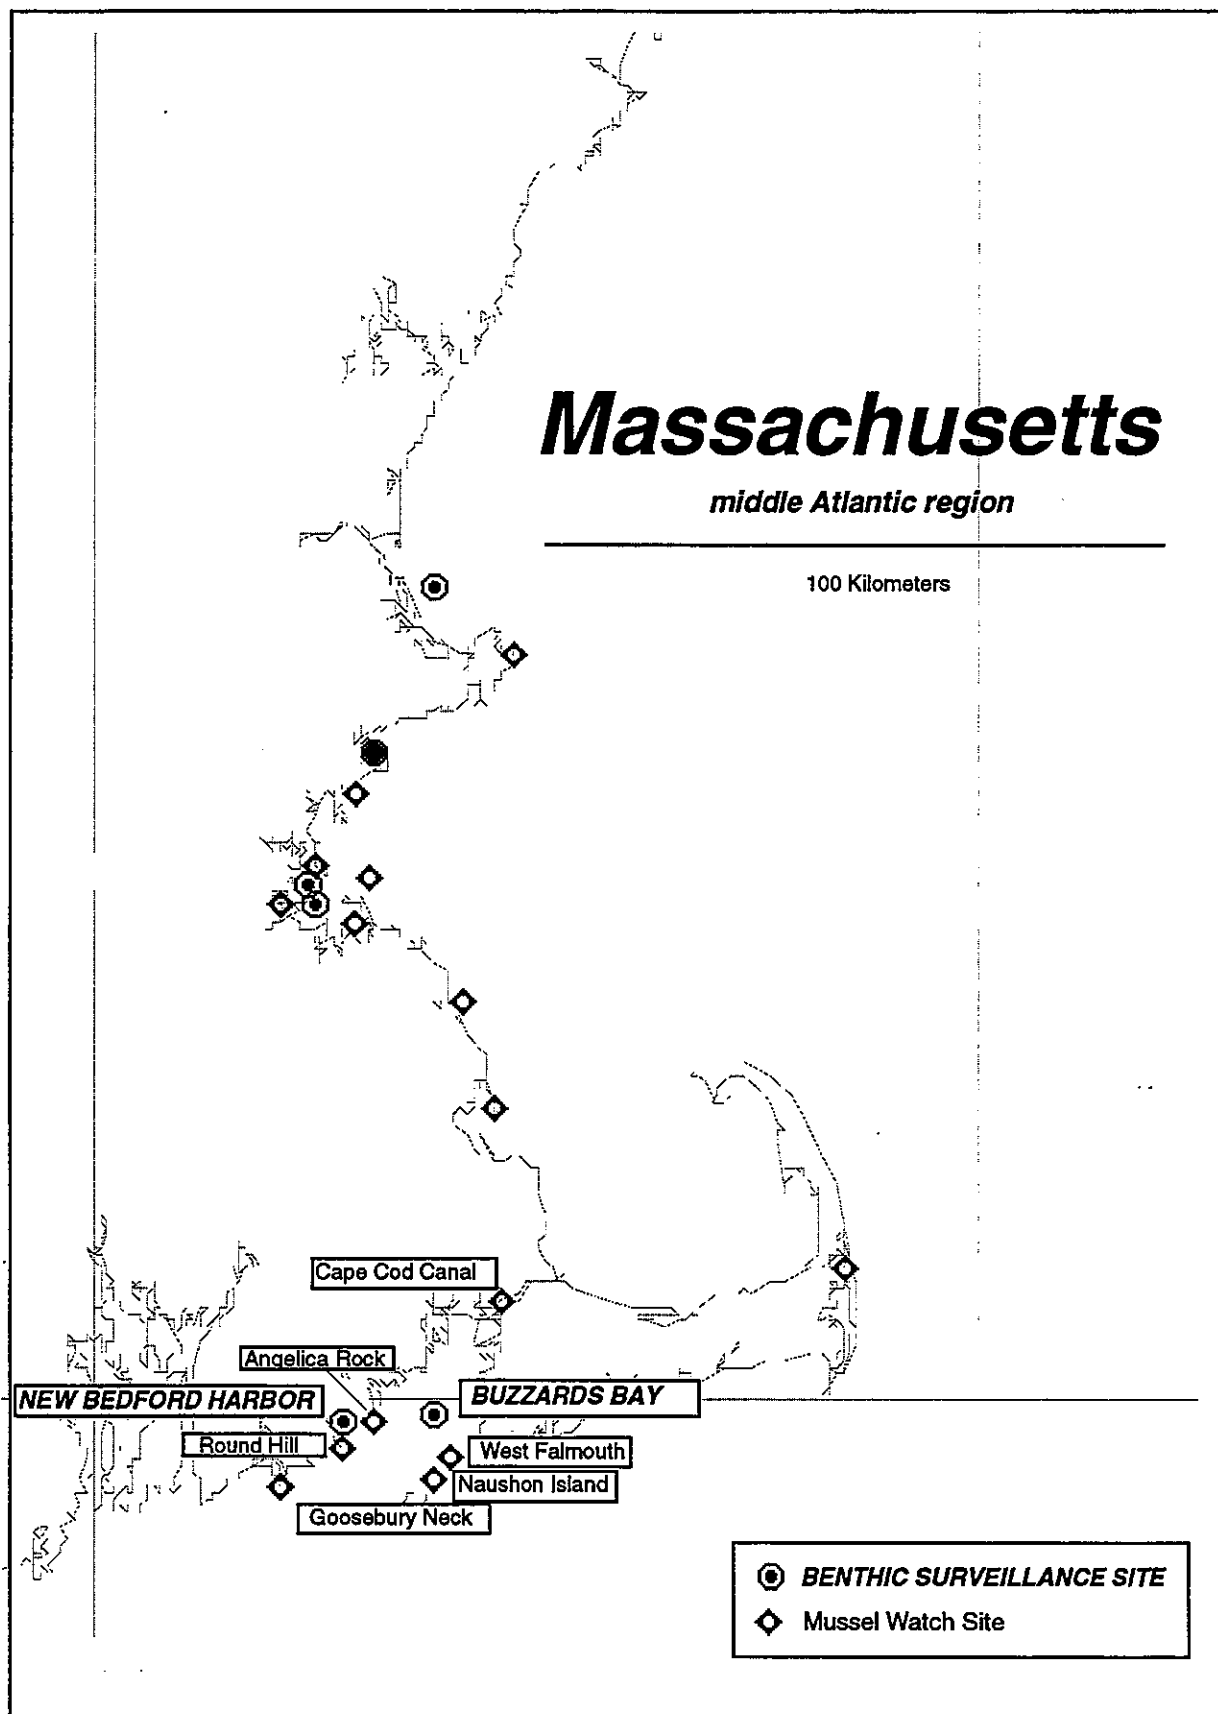 Massachusetts
middle Atlantic region
100 Kilometers
Cape Cod Canal
Angelica Rock
NEW BEDFORD HARBOR
BUZZARDS BAY
Round Hill
West Falmouth
Naushon Island
Goosebury Neck
BENTHIC SURVEILLANCE SITE
Mussel Watch Site